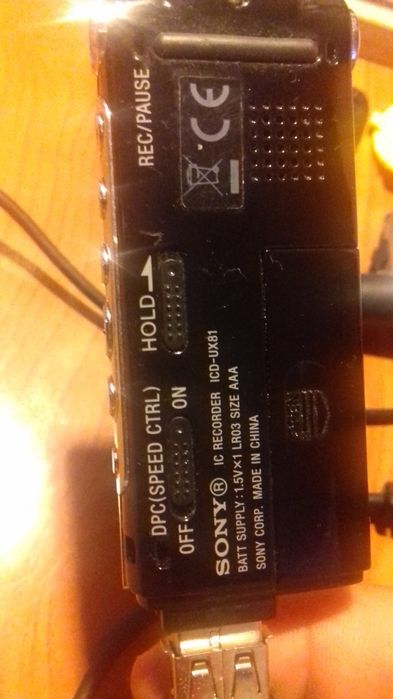 REC/PAUSE
CE
HOLD
DPC(SPEED CTRL)
OFF ON
SONY® IC RECORDER ICD-UX81
BATT SUPPLY : 1.5V×1 LR03 SIZE AAA
SONY CORP. MADE IN CHINA